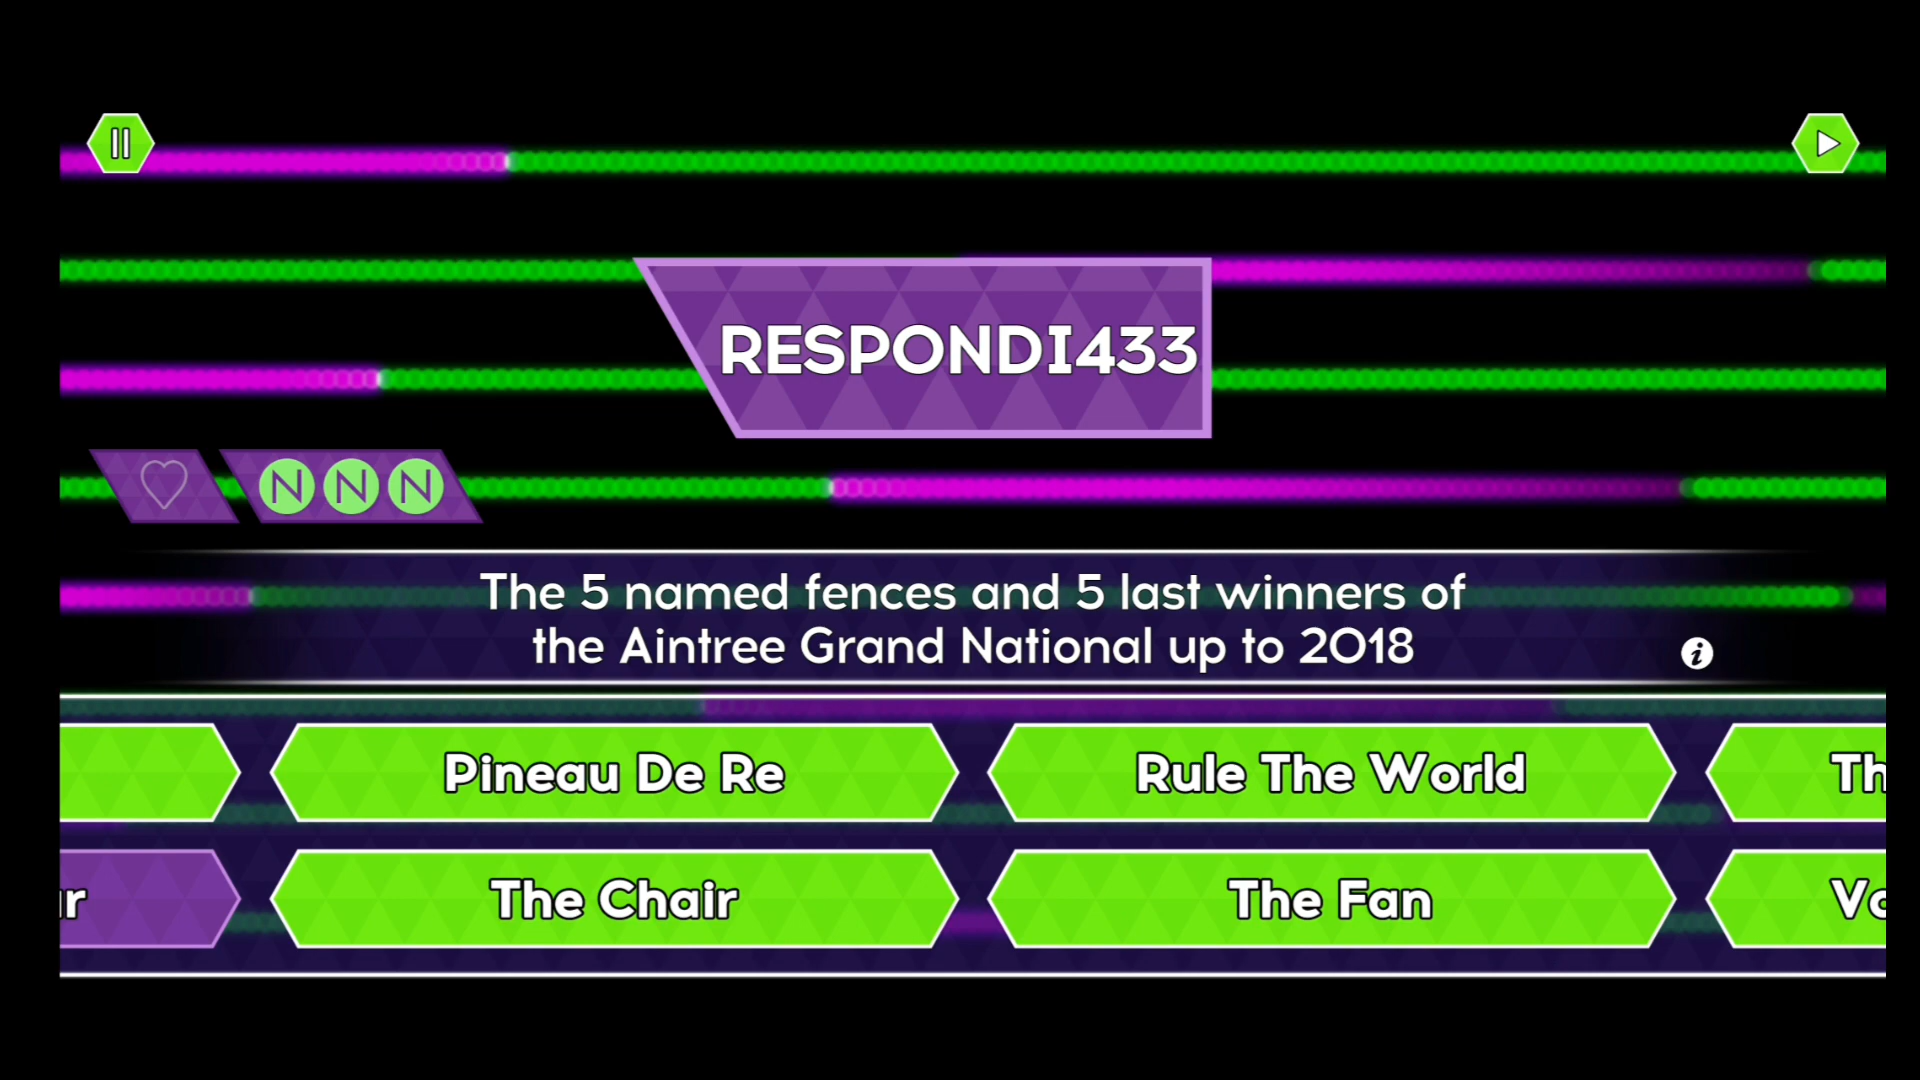 RESPONDI433
N N N
The 5 named fences and 5 last winners of
the Aintree Grand National up to 2018
i
Pineau De Re
Rule The World
Th
r
The Chair
The Fan